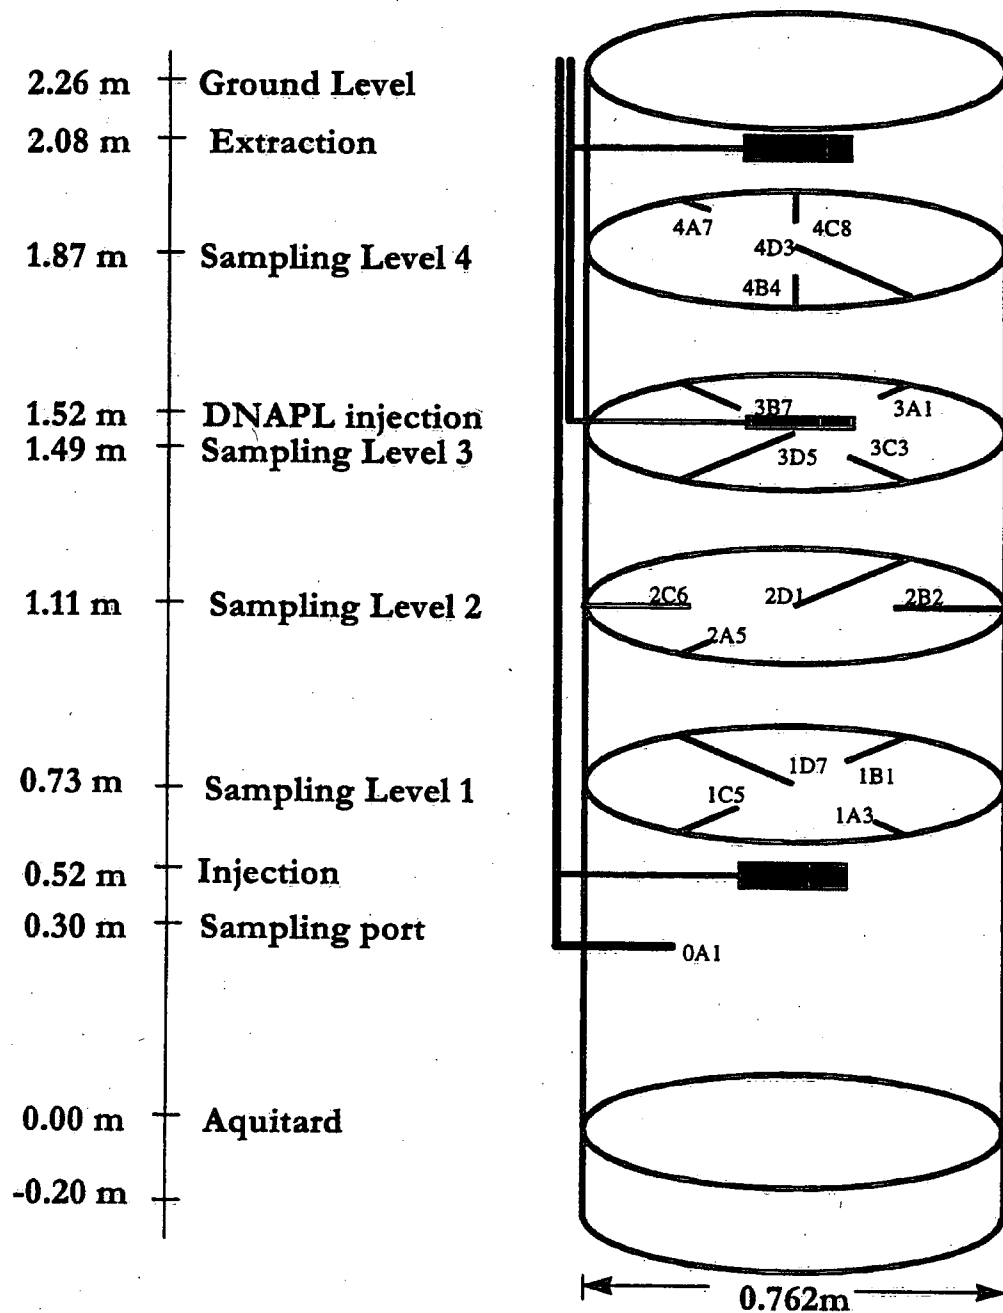 2.26 m Ground Level
2.08 m Extraction
4A7 4C8
4D3
1.87 m Sampling Level 4
4B4
1.52 m DNAPL injection
3B7 3A1
1.49 m Sampling Level 3
3D5 3C3
1.11 m Sampling Level 2
2C6 2D1 2B2
2A5
0.73 m Sampling Level 1
1D7 1B1
1C5 1A3
0.52 m Injection
0.30 m Sampling port
0A1
0.00 m Aquitard
-0.20 m
0.762m